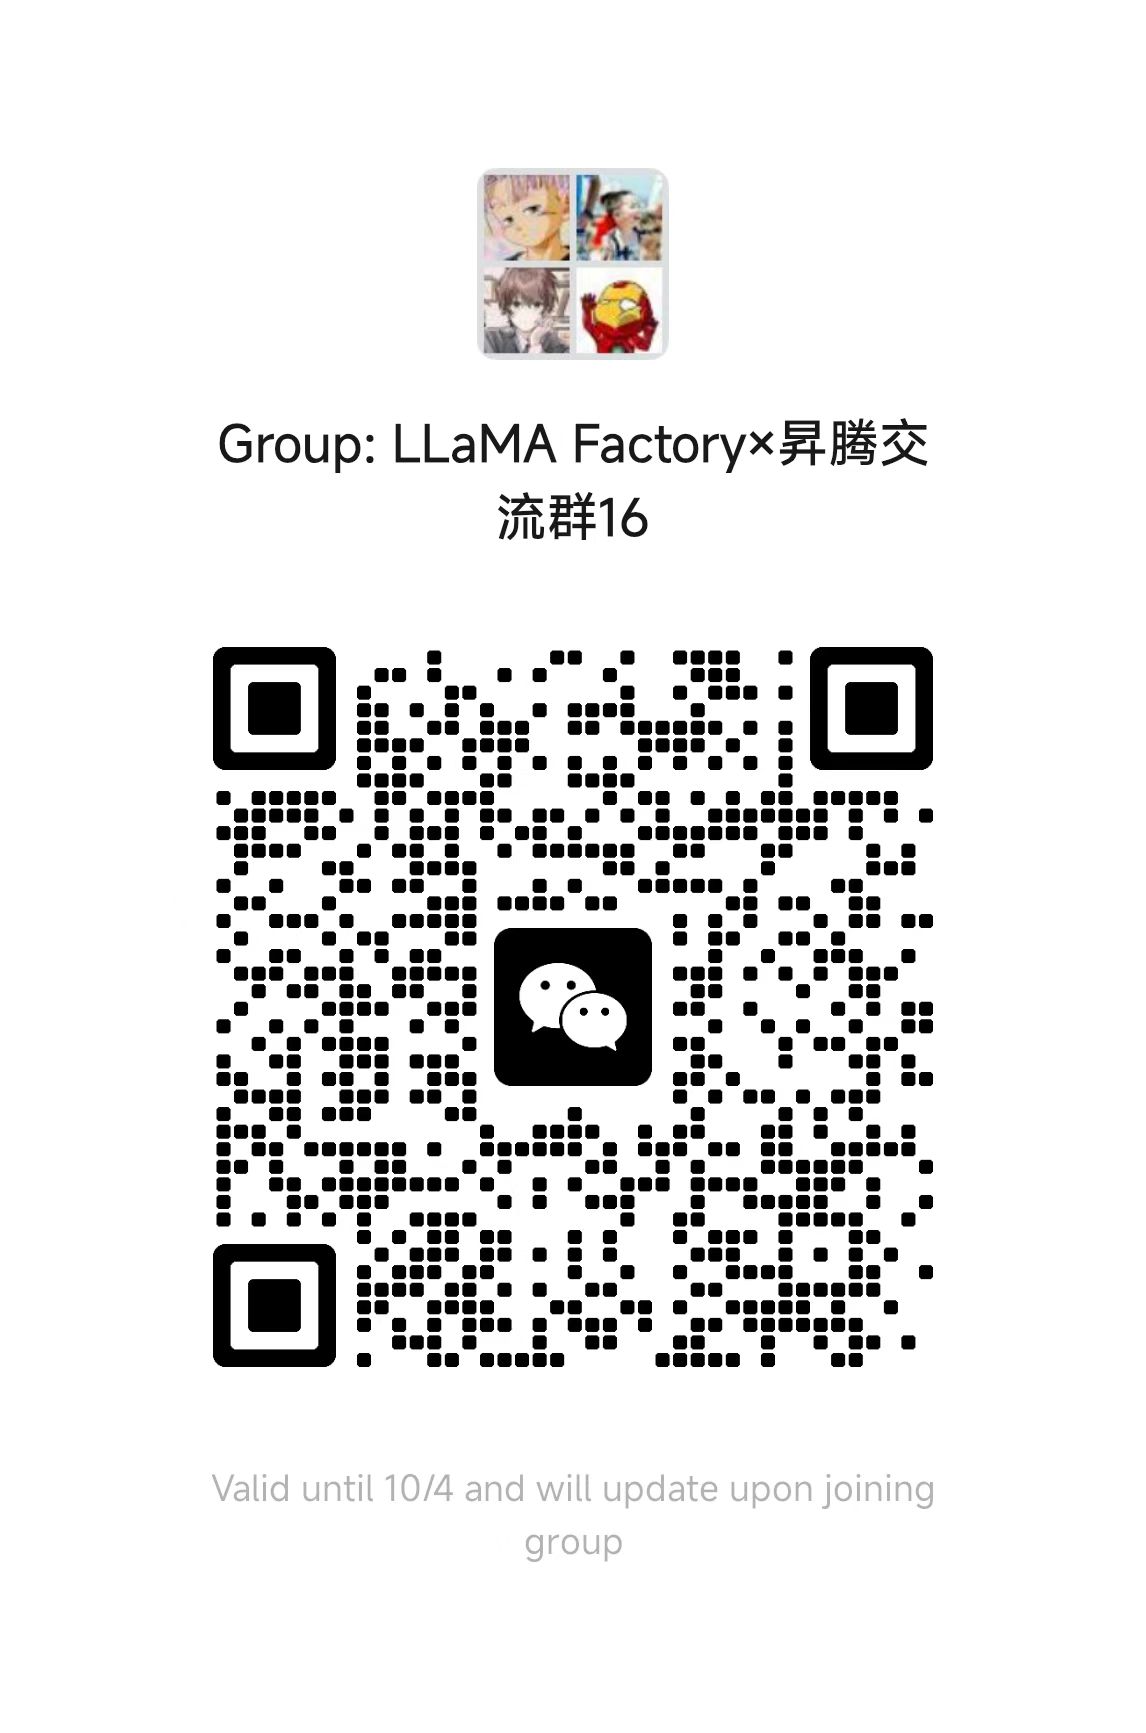 Group: LLaMA Factory×昇腾交
流群16
Valid until 10/4 and will update upon joining
group